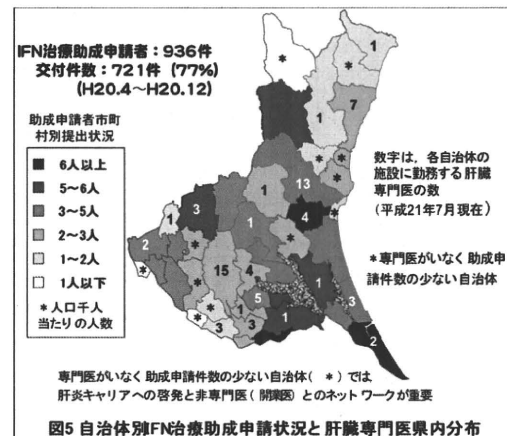 IFN治療助成申請者：936件
交付件数：721件 (77%)
(H20.4～H20.12)
助成申請者市町
村別提出状況
6人以上
5～6人
3～5人
2～3人
1～2人
1人以下
*人口千人
当たりの人数
数字は、各自治体の
施設に勤務する肝臓
専門医の数
(平成21年7月現在)
*専門医がいなく助成申
請件数の少ない自治体
*
*
1
*
1
7
*
*
*
1
13
3
4
*
1
1
2
*
*
*
15
4
*
5
1
3
*
*
3
1
3
1
2
専門医がいなく助成申請件数の少ない自治体( * )では
肝炎キャリアへの啓発と非専門医(開業医)とのネットワークが重要
図5 自治体別IFN治療助成申請状況と肝臓専門医県内分布